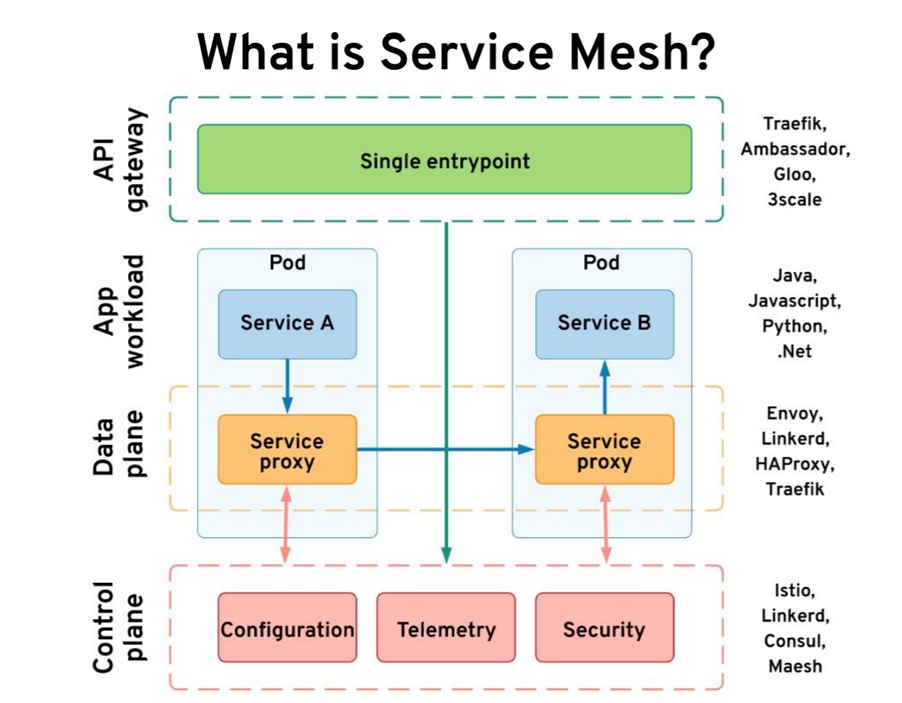 What is Service Mesh?
API
gateway
Single entrypoint
Traefik,
Ambassador,
Gloo,
3scale
App
workload
Pod
Service A
Pod
Service B
Java,
Javascript,
Python,
.Net
Data
plane
Service
proxy
Service
proxy
Envoy,
Linkerd,
HAProxy,
Traefik
Control
plane
Configuration
Telemetry
Security
Istio,
Linkerd,
Consul,
Maesh